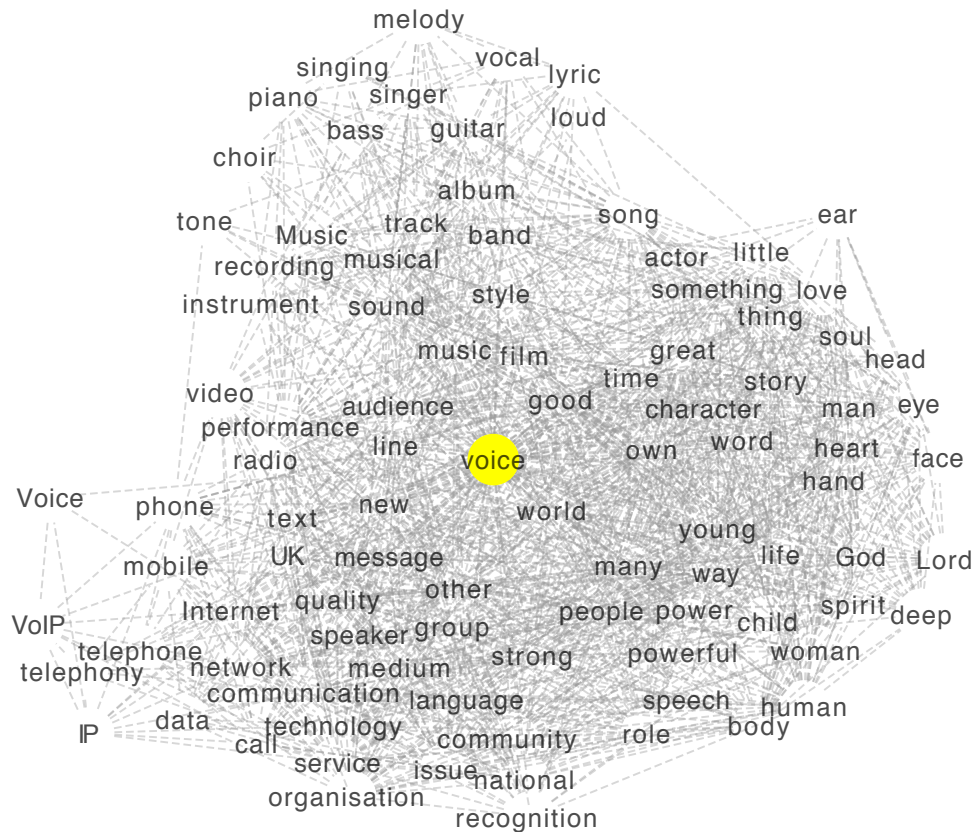 melody
vocal
singing
lyric
piano
singer
loud
bass
guitar
choir
album
song
ear
tone
track
Music
band
little
musical
actor
recording
something
love
style
instrument
sound
thing
soul
music
film
great
head
time
story
video
good
audience
character
man
eye
performance
line
own
word
heart
radio
voice
face
hand
Voice
phone
new
world
text
young
UK
message
life
God
Lord
mobile
many
way
other
quality
Internet
people
power
spirit
deep
VoIP
child
speaker
group
telephone
strong
powerful
woman
telephony
network
medium
communication
language
speech
human
data
technology
body
IP
call
community
role
service
issue
national
organisation
recognition